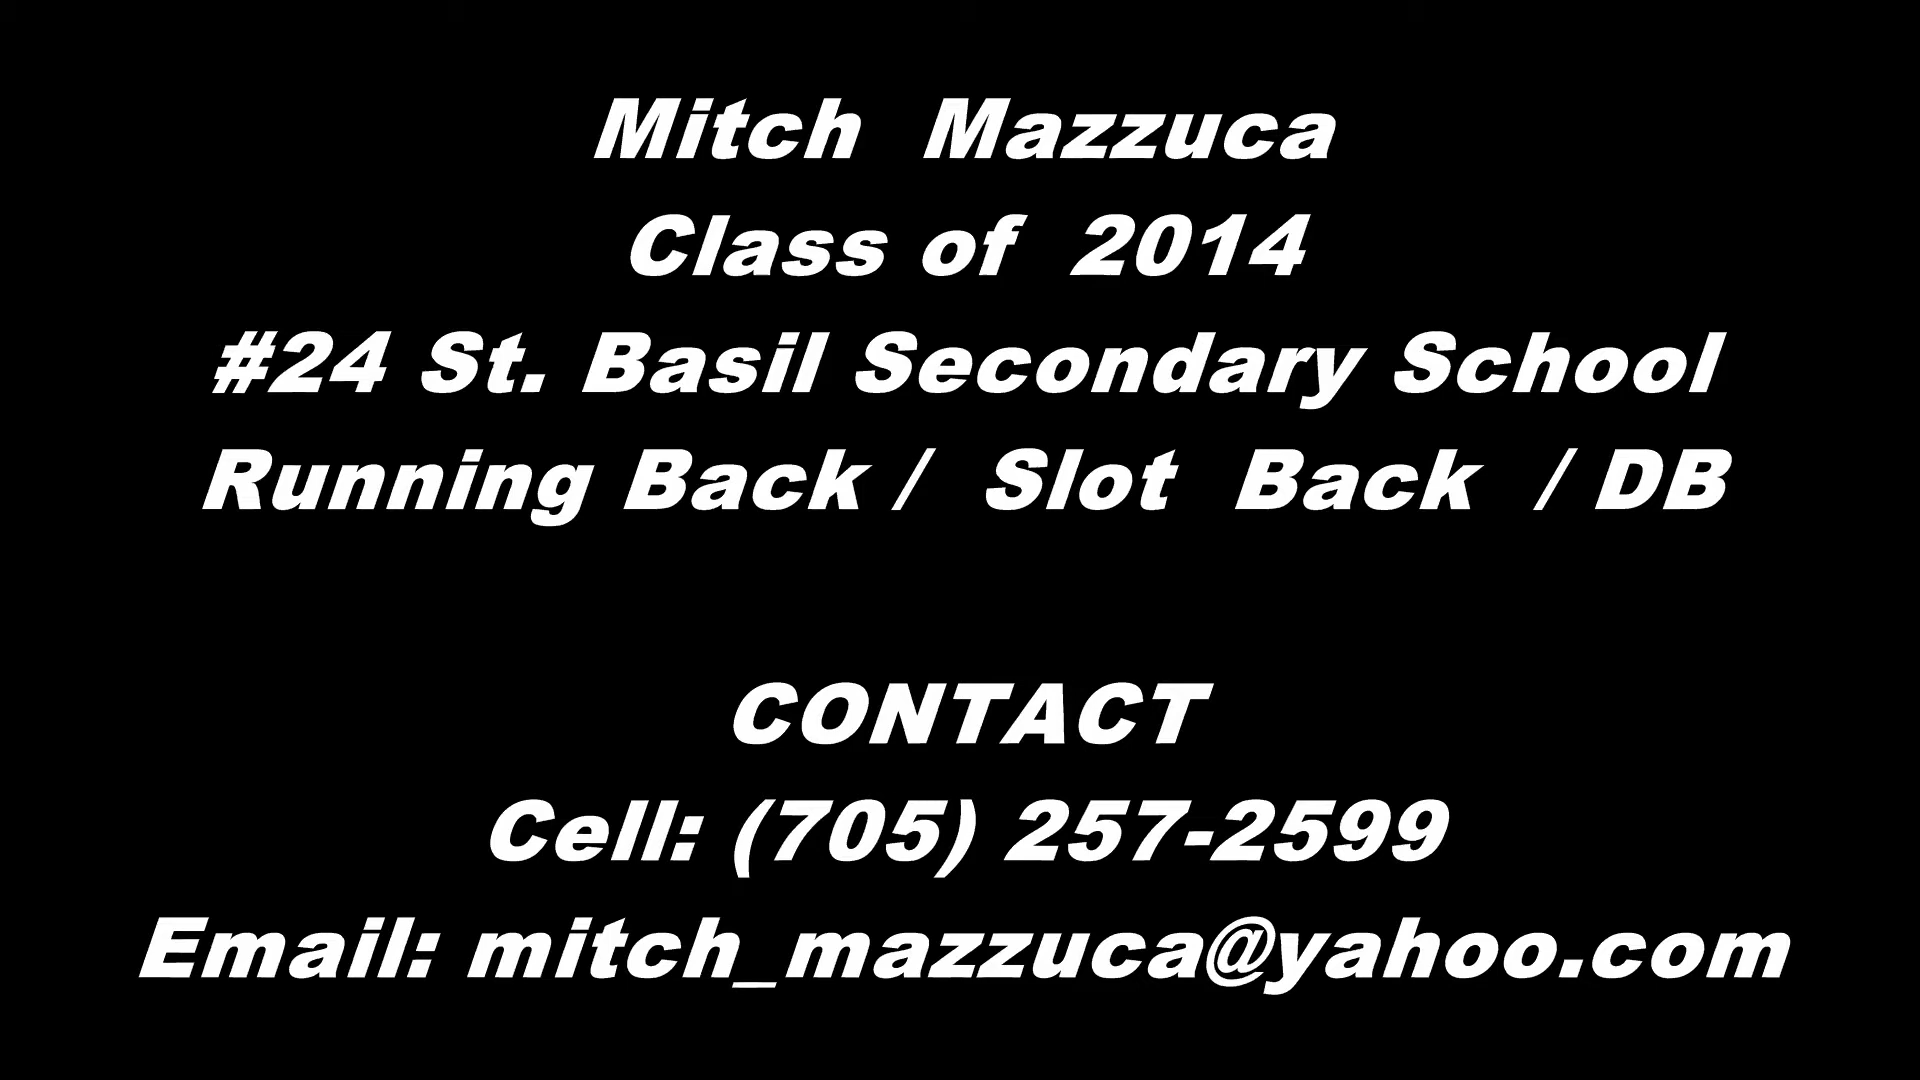 Mitch Mazzuca
Class of 2014
#24 St. Basil Secondary School
Running Back / Slot Back / DB
CONTACT
Cell: (705) 257-2599
Email: mitch_mazzuca@yahoo.com